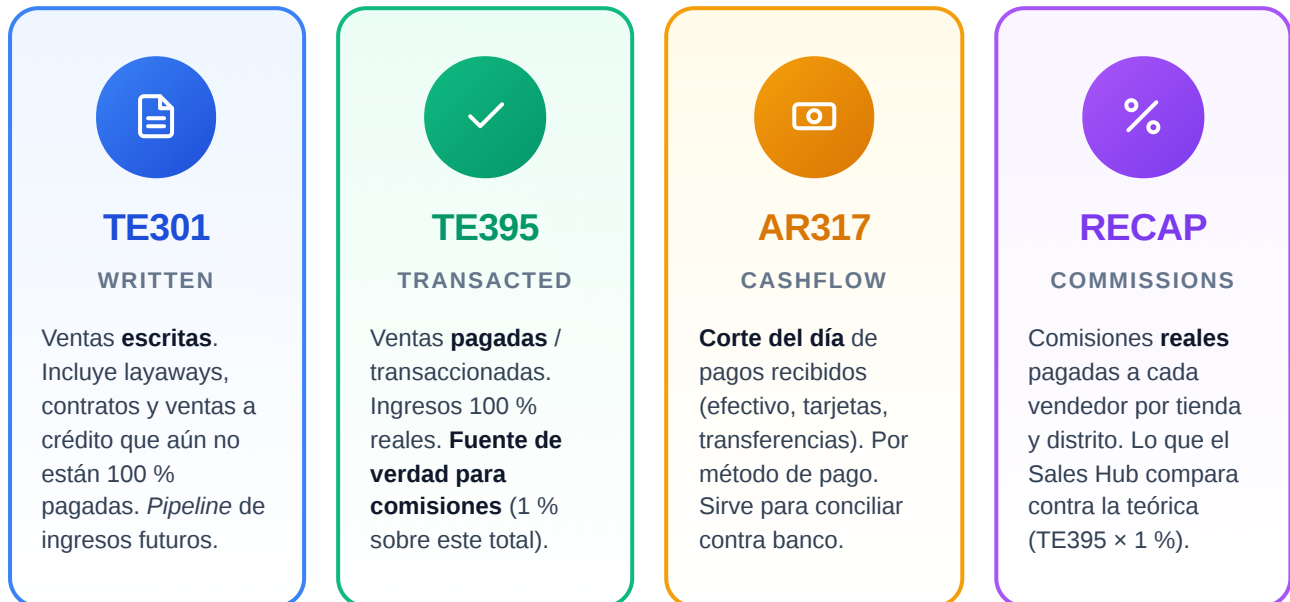 TE301
WRITTEN
Ventas escritas.
Incluye layaways,
contratos y ventas a
crédito que aún no
están 100 %
pagadas. Pipeline de
ingresos futuros.
TE395
TRANSACTED
Ventas pagadas /
transaccionadas.
Ingresos 100 %
reales. Fuente de
verdad para
comisiones (1 %
sobre este total).
AR317
CASHFLOW
Corte del día de
pagos recibidos
(efectivo, tarjetas,
transferencias). Por
método de pago.
Sirve para conciliar
contra banco.
RECAP
COMMISSIONS
Comisiones reales
pagadas a cada
vendedor por tienda
y distrito. Lo que el
Sales Hub compara
contra la teórica
(TE395 × 1 %).